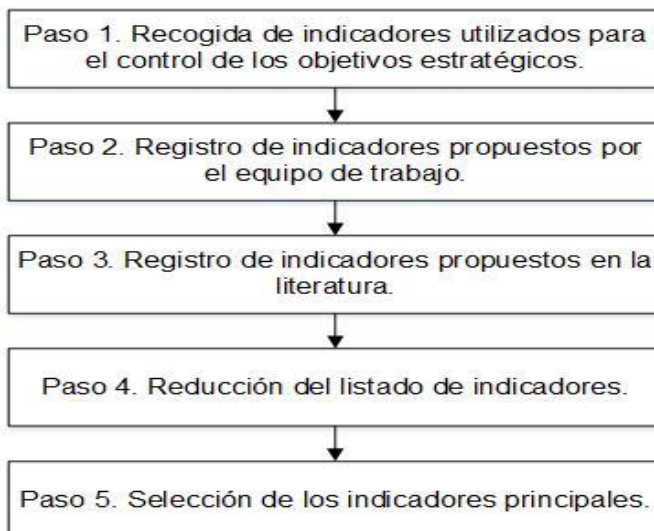 Paso 1. Recogida de indicadores utilizados para
el control de los objetivos estratégicos.
Paso 2. Registro de indicadores propuestos por
el equipo de trabajo.
Paso 3. Registro de indicadores propuestos en la
literatura.
Paso 4. Reducción del listado de indicadores.
Paso 5. Selección de los indicadores principales.